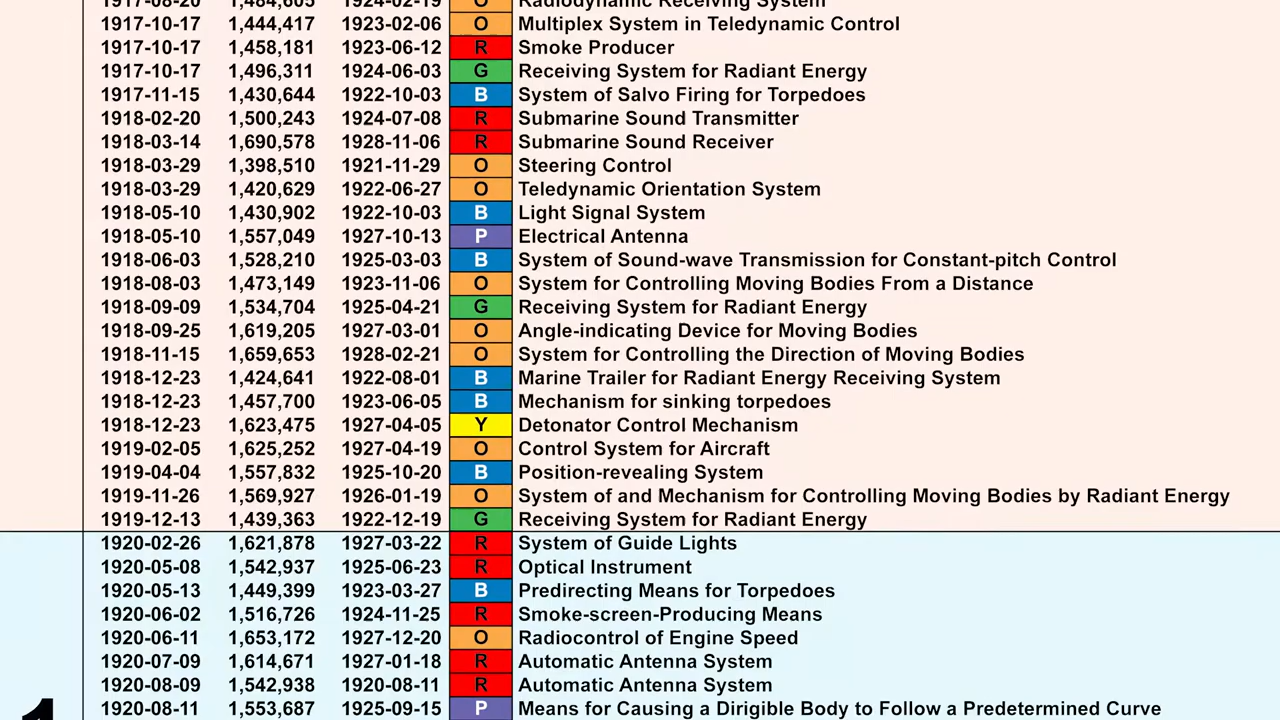 1917-08-20 1,484,605 1924-02-19 O Radiodynamic Receiving System
1917-10-17 1,444,417 1923-02-06 O Multiplex System in Teledynamic Control
1917-10-17 1,458,181 1923-06-12 R Smoke Producer
1917-10-17 1,496,311 1924-06-03 G Receiving System for Radiant Energy
1917-11-15 1,430,644 1922-10-03 B System of Salvo Firing for Torpedoes
1918-02-20 1,500,243 1924-07-08 R Submarine Sound Transmitter
1918-03-14 1,690,578 1928-11-06 R Submarine Sound Receiver
1918-03-29 1,398,510 1921-11-29 O Steering Control
1918-03-29 1,420,629 1922-06-27 O Teledynamic Orientation System
1918-05-10 1,430,902 1922-10-03 B Light Signal System
1918-05-10 1,557,049 1927-10-13 P Electrical Antenna
1918-06-03 1,528,210 1925-03-03 B System of Sound-wave Transmission for Constant-pitch Control
1918-08-03 1,473,149 1923-11-06 O System for Controlling Moving Bodies From a Distance
1918-09-09 1,534,704 1925-04-21 G Receiving System for Radiant Energy
1918-09-25 1,619,205 1927-03-01 O Angle-indicating Device for Moving Bodies
1918-11-15 1,659,653 1928-02-21 O System for Controlling the Direction of Moving Bodies
1918-12-23 1,424,641 1922-08-01 B Marine Trailer for Radiant Energy Receiving System
1918-12-23 1,457,700 1923-06-05 B Mechanism for sinking torpedoes
1918-12-23 1,623,475 1927-04-05 Y Detonator Control Mechanism
1919-02-05 1,625,252 1927-04-19 O Control System for Aircraft
1919-04-04 1,557,832 1925-10-20 B Position-revealing System
1919-11-26 1,569,927 1926-01-19 O System of and Mechanism for Controlling Moving Bodies by Radiant Energy
1919-12-13 1,439,363 1922-12-19 G Receiving System for Radiant Energy
1920-02-26 1,621,878 1927-03-22 R System of Guide Lights
1920-05-08 1,542,937 1925-06-23 R Optical Instrument
1920-05-13 1,449,399 1923-03-27 B Predirecting Means for Torpedoes
1920-06-02 1,516,726 1924-11-25 R Smoke-screen-Producing Means
1920-06-11 1,653,172 1927-12-20 O Radiocontrol of Engine Speed
1920-07-09 1,614,671 1927-01-18 R Automatic Antenna System
1920-08-09 1,542,938 1920-08-11 R Automatic Antenna System
1920-08-11 1,553,687 1925-09-15 P Means for Causing a Dirigible Body to Follow a Predetermined Curve